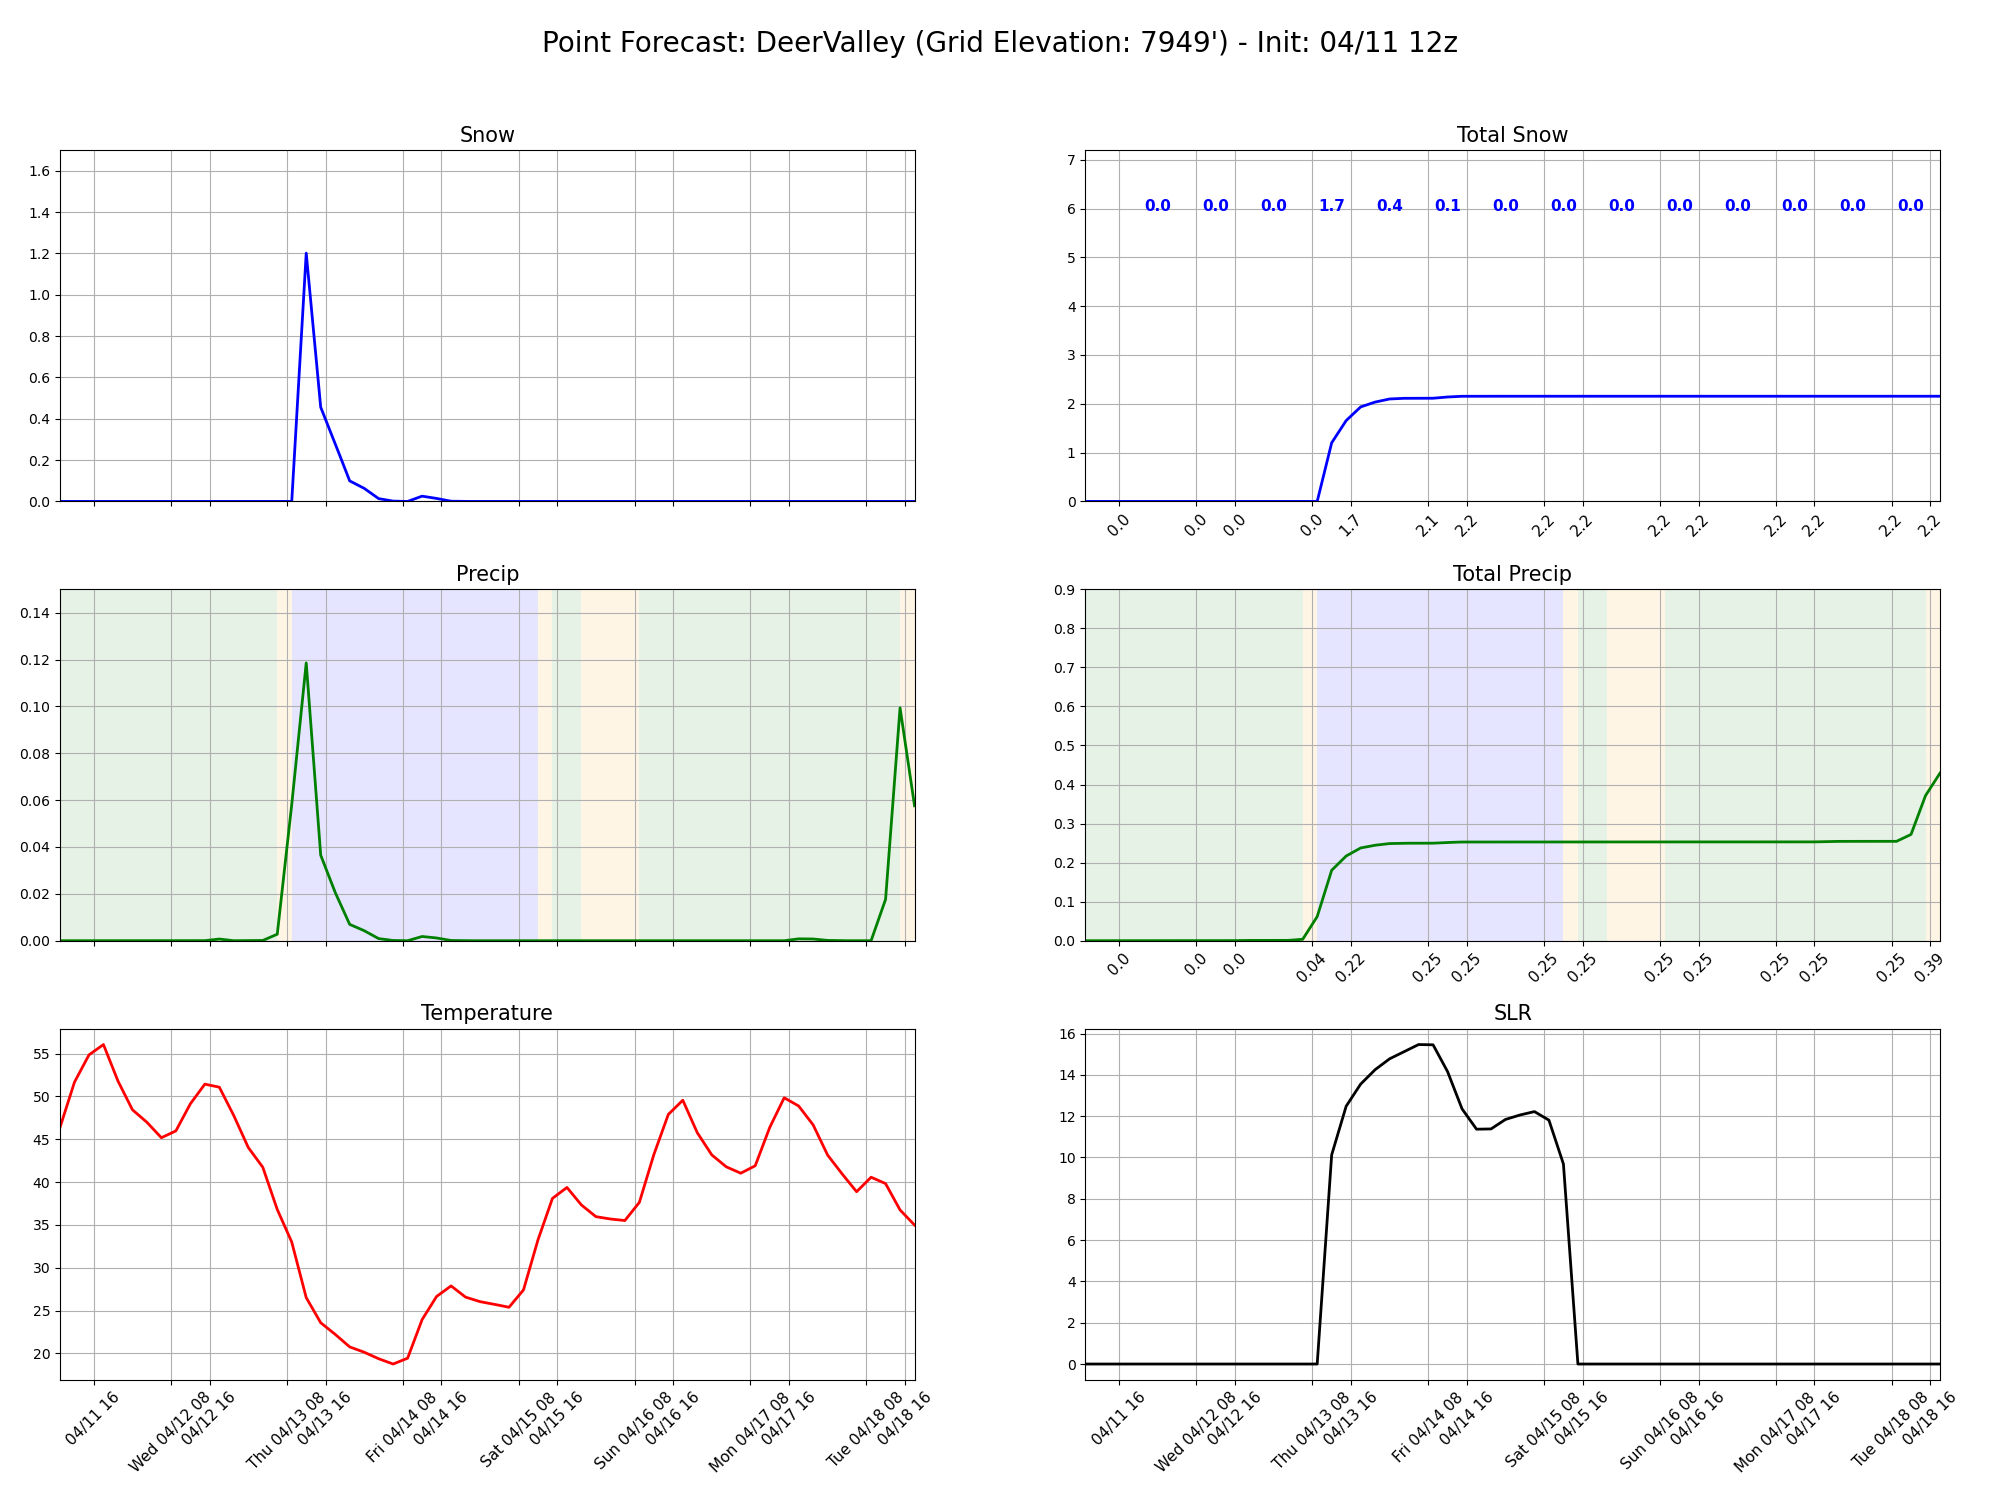 Point Forecast: DeerValley (Grid Elevation: 7949') - Init: 04/11 12z
Snow
1.6
1.4
1.2
1.0
0.8
0.6
0.4
0.2
0.0
Total Snow
7
6
5
4
3
2
1
0
0.0 0.0 0.0 1.7 0.4 0.1 0.0 0.0 0.0 0.0 0.0 0.0 0.0 0.0
0.0 0.0 0.0 0.0 1.7 2.1 2.2 2.2 2.2 2.2 2.2 2.2 2.2 2.2 2.2
Precip
0.14
0.12
0.10
0.08
0.06
0.04
0.02
0.00
Total Precip
0.9
0.8
0.7
0.6
0.5
0.4
0.3
0.2
0.1
0.0
0.0 0.0 0.0 0.04 0.22 0.25 0.25 0.25 0.25 0.25 0.25 0.25 0.25 0.25 0.39
Temperature
55
50
45
40
35
30
25
20
04/11 16
Wed 04/12 08
04/12 16
Thu 04/13 08
04/13 16
Fri 04/14 08
04/14 16
Sat 04/15 08
04/15 16
Sun 04/16 08
04/16 16
Mon 04/17 08
04/17 16
Tue 04/18 08
04/18 16
SLR
16
14
12
10
8
6
4
2
0
04/11 16
Wed 04/12 08
04/12 16
Thu 04/13 08
04/13 16
Fri 04/14 08
04/14 16
Sat 04/15 08
04/15 16
Sun 04/16 08
04/16 16
Mon 04/17 08
04/17 16
Tue 04/18 08
04/18 16